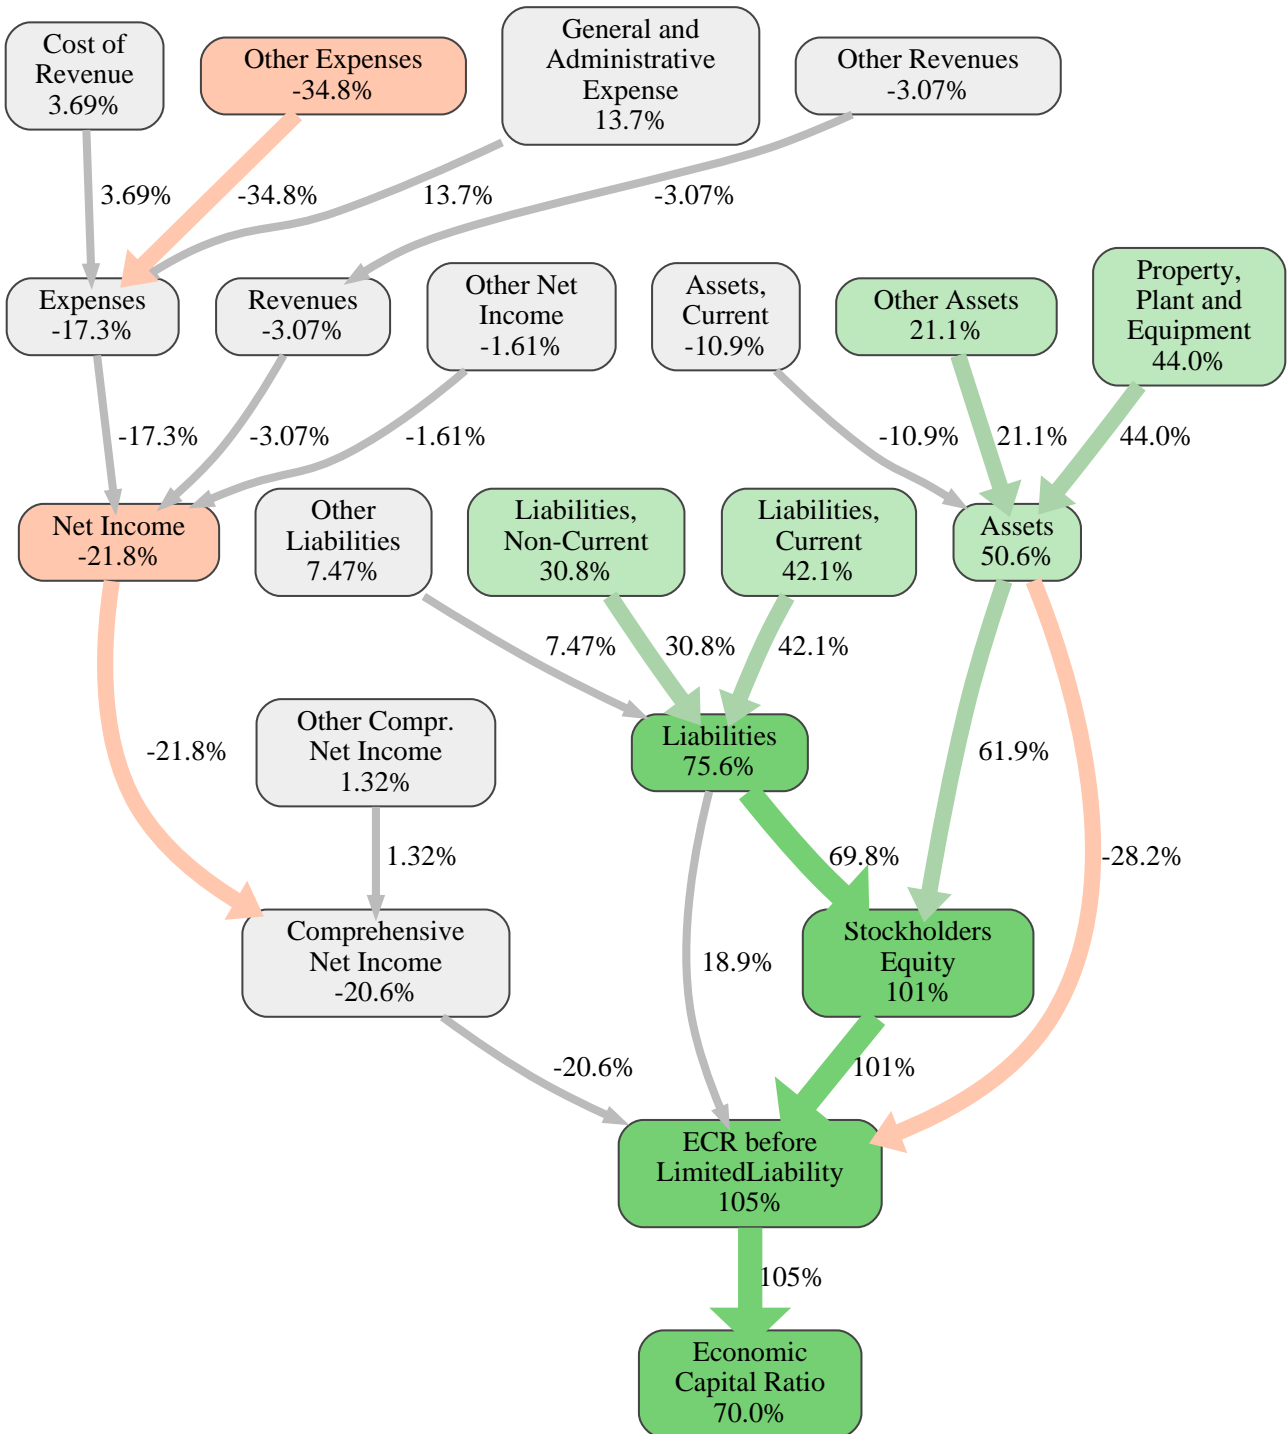 Cost of
Revenue
3.69%
Other Expenses
-34.8%
General and
Administrative
Expense
13.7%
Other Revenues
-3.07%
3.69%
-34.8%
13.7%
-3.07%
Expenses
-17.3%
Revenues
-3.07%
Other Net
Income
-1.61%
Assets,
Current
-10.9%
Other Assets
21.1%
Property,
Plant and
Equipment
44.0%
-17.3%
-3.07%
-1.61%
-10.9%
21.1%
44.0%
Net Income
-21.8%
Other
Liabilities
7.47%
Liabilities,
Non-Current
30.8%
Liabilities,
Current
42.1%
Assets
50.6%
7.47%
30.8%
42.1%
-21.8%
Other Compr.
Net Income
1.32%
Liabilities
75.6%
61.9%
1.32%
69.8%
-28.2%
Comprehensive
Net Income
-20.6%
18.9%
Stockholders
Equity
101%
-20.6%
101%
ECR before
LimitedLiability
105%
105%
Economic
Capital Ratio
70.0%